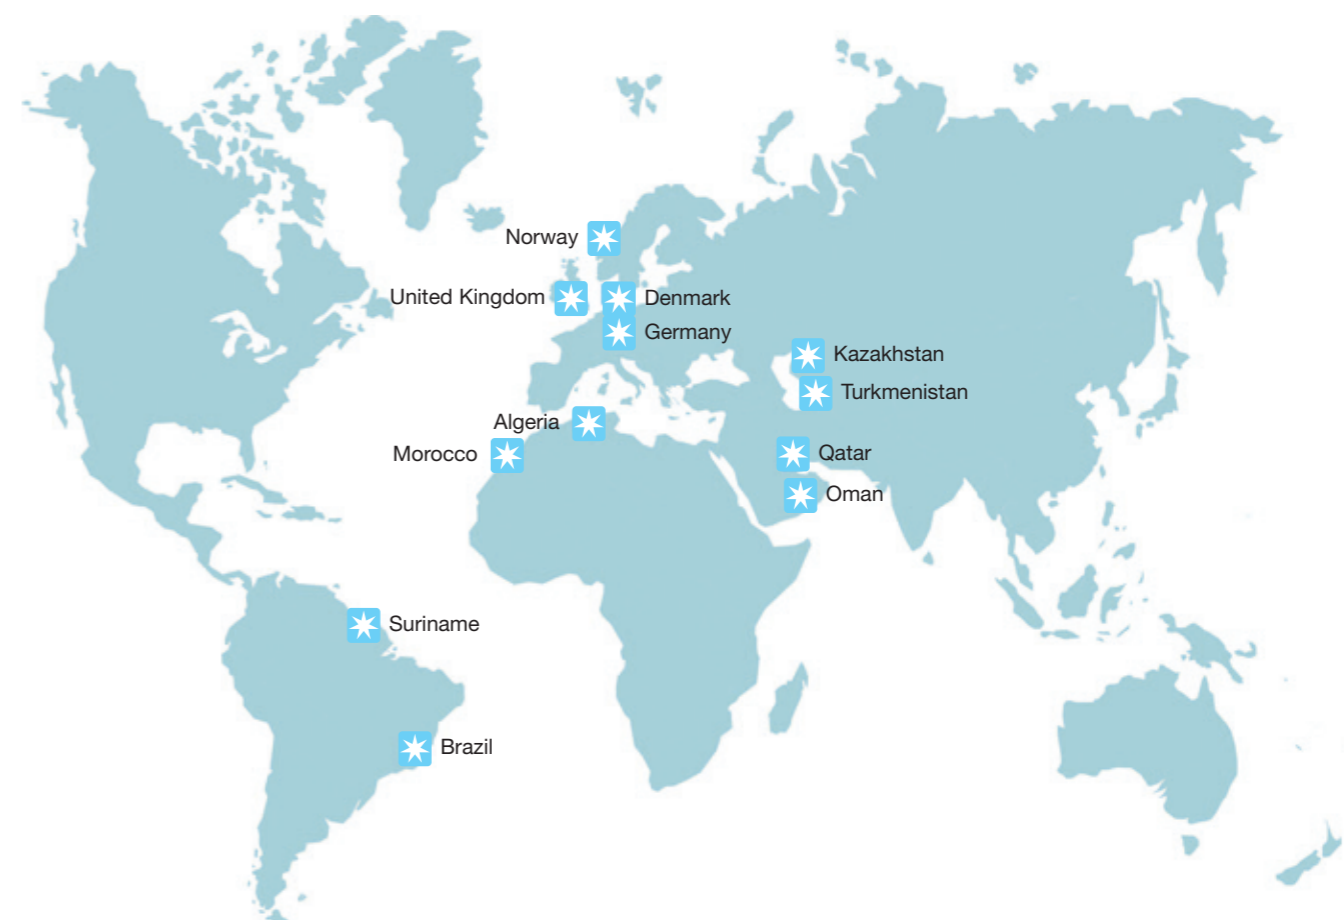 Norway
United Kingdom
Denmark
Germany
Kazakhstan
Turkmenistan
Algeria
Morocco
Qatar
Oman
Suriname
Brazil